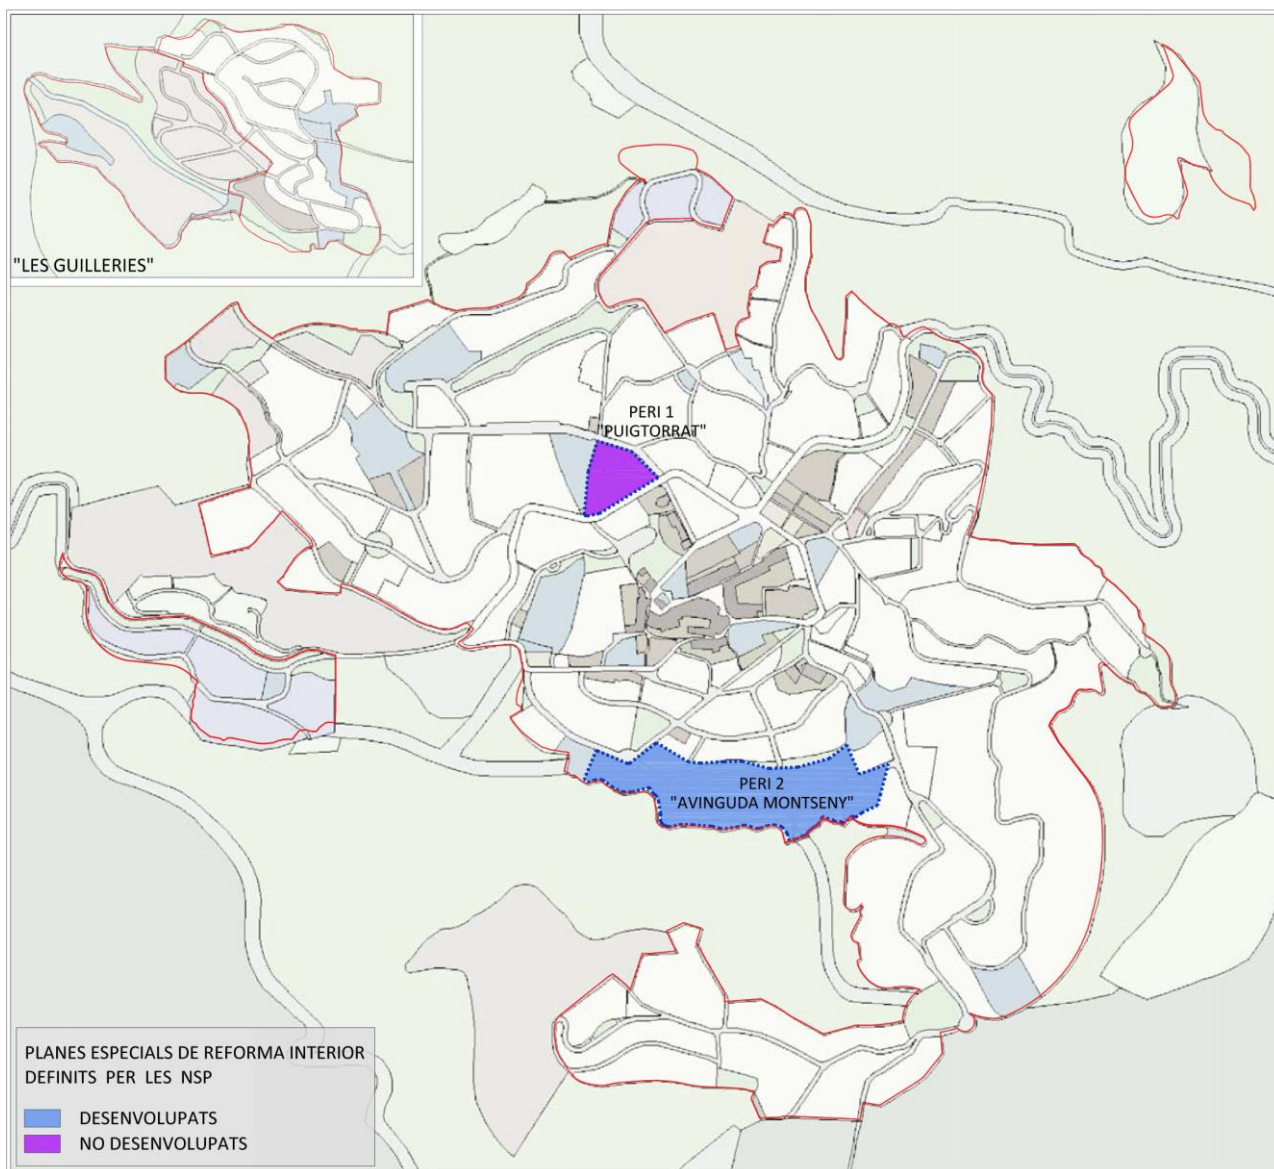 "LES GUILLERIES"
PERI 1
"PUIGTORRAT"
PERI 2
"AVINGUDA MONTSENY"
PLANES ESPECIALS DE REFORMA INTERIOR
DEFINITS PER LES NSP
DESENVOLUPATS
NO DESENVOLUPATS